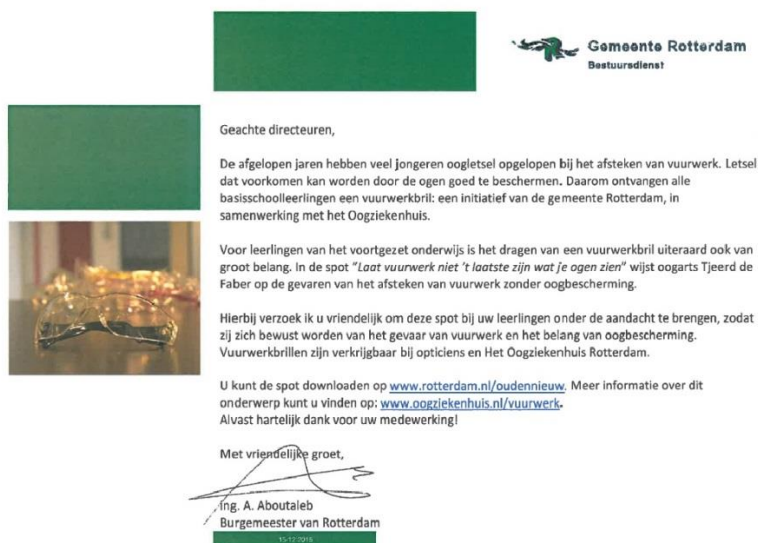 Gemeente Rotterdam
Bestuursdienst
Geachte directeuren,
De afgelopen jaren hebben veel jongeren oogletsel opgelopen bij het afsteken van vuurwerk. Letsel
dat voorkomen kan worden door de ogen goed te beschermen. Daarom ontvangen alle
basisschoolleerlingen een vuurwerkbril: een initiatief van de gemeente Rotterdam, in
samenwerking met het Oogziekenhuis.
Voor leerlingen van het voortgezet onderwijs is het dragen van een vuurwerkbril uiteraard ook van
groot belang. In de spot "Laat vuurwerk niet 't laatste zijn wat je ogen zien" wijst oogarts Tjeerd de
Faber op de gevaren van het afsteken van vuurwerk zonder oogbescherming.
Hierbij verzoek ik u vriendelijk om deze spot bij uw leerlingen onder de aandacht te brengen, zodat
zij zich bewust worden van het gevaar van vuurwerk en het belang van oogbescherming.
Vuurwerkbrillen zijn verkrijgbaar bij opticiens en Het Oogziekenhuis Rotterdam.
U kunt de spot downloaden op www.rotterdam.nl/oudennieuw. Meer informatie over dit
onderwerp kunt u vinden op: www.oogziekenhuis.nl/vuurwerk.
Alvast hartelijk dank voor uw medewerking!
Met vriendelijke groet,
Ing. A. Aboutaleb
Burgemeester van Rotterdam
15-12-2015